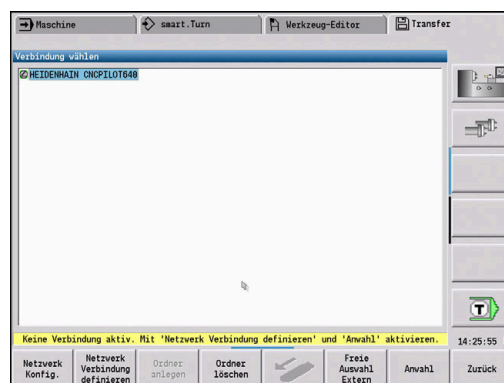 Maschine
smart.Turn
Werkzeug-Editor
Transfer
Verbindung wählen
HEIDENHAIN CNCPILOT640
T
Keine Verbindung aktiv. Mit 'Netzwerk Verbindung definieren' und 'Anwahl' aktivieren.
14:25:55
Netzwerk
Konfig.
Netzwerk
Verbindung
definieren
Ordner
anlegen
Ordner
löschen
Freie
Auswahl
Extern
Anwahl
Zurück